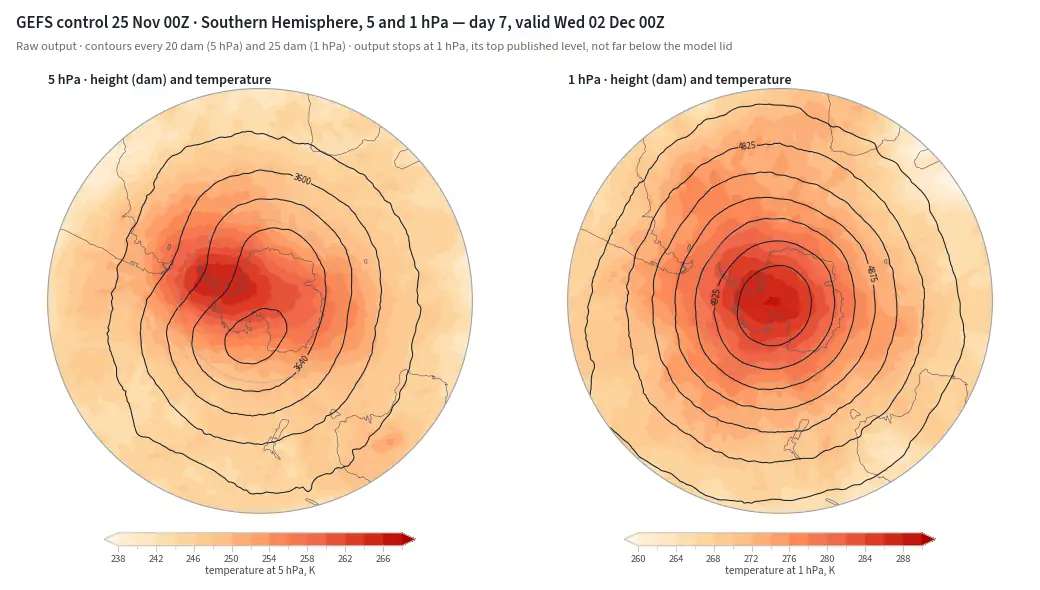 GEFS control 25 Nov 00Z · Southern Hemisphere, 5 and 1 hPa — day 7, valid Wed 02 Dec 00Z
Raw output · contours every 20 dam (5 hPa) and 25 dam (1 hPa) · output stops at 1 hPa, its top published level, not far below the model lid
5 hPa · height (dam) and temperature
1 hPa · height (dam) and temperature
3600
3640
4825
4875
4925
238 242 246 250 254 258 262 266
temperature at 5 hPa, K
260 264 268 272 276 280 284 288
temperature at 1 hPa, K